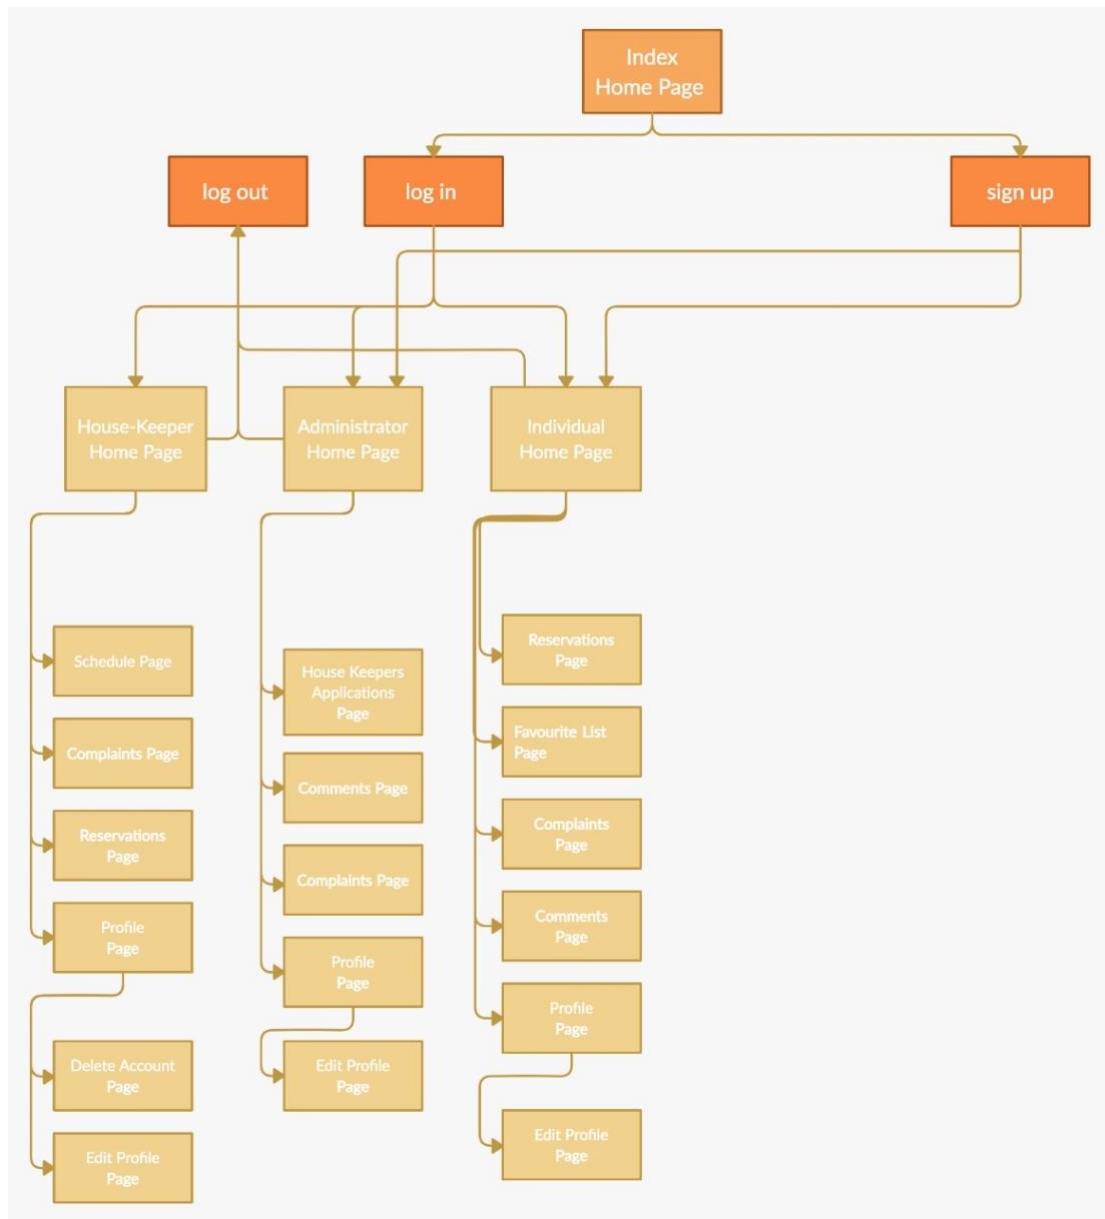 Index
Home Page
log out
log in
sign up
House-Keeper
Home Page
Administrator
Home Page
Individual
Home Page
Schedule Page
Complaints Page
Reservations
Page
Profile
Page
Delete Account
Page
Edit Profile
Page
House Keepers
Applications
Page
Comments Page
Complaints Page
Profile
Page
Edit Profile
Page
Reservations
Page
Favourite List
Page
Complaints
Page
Comments
Page
Profile
Page
Edit Profile
Page